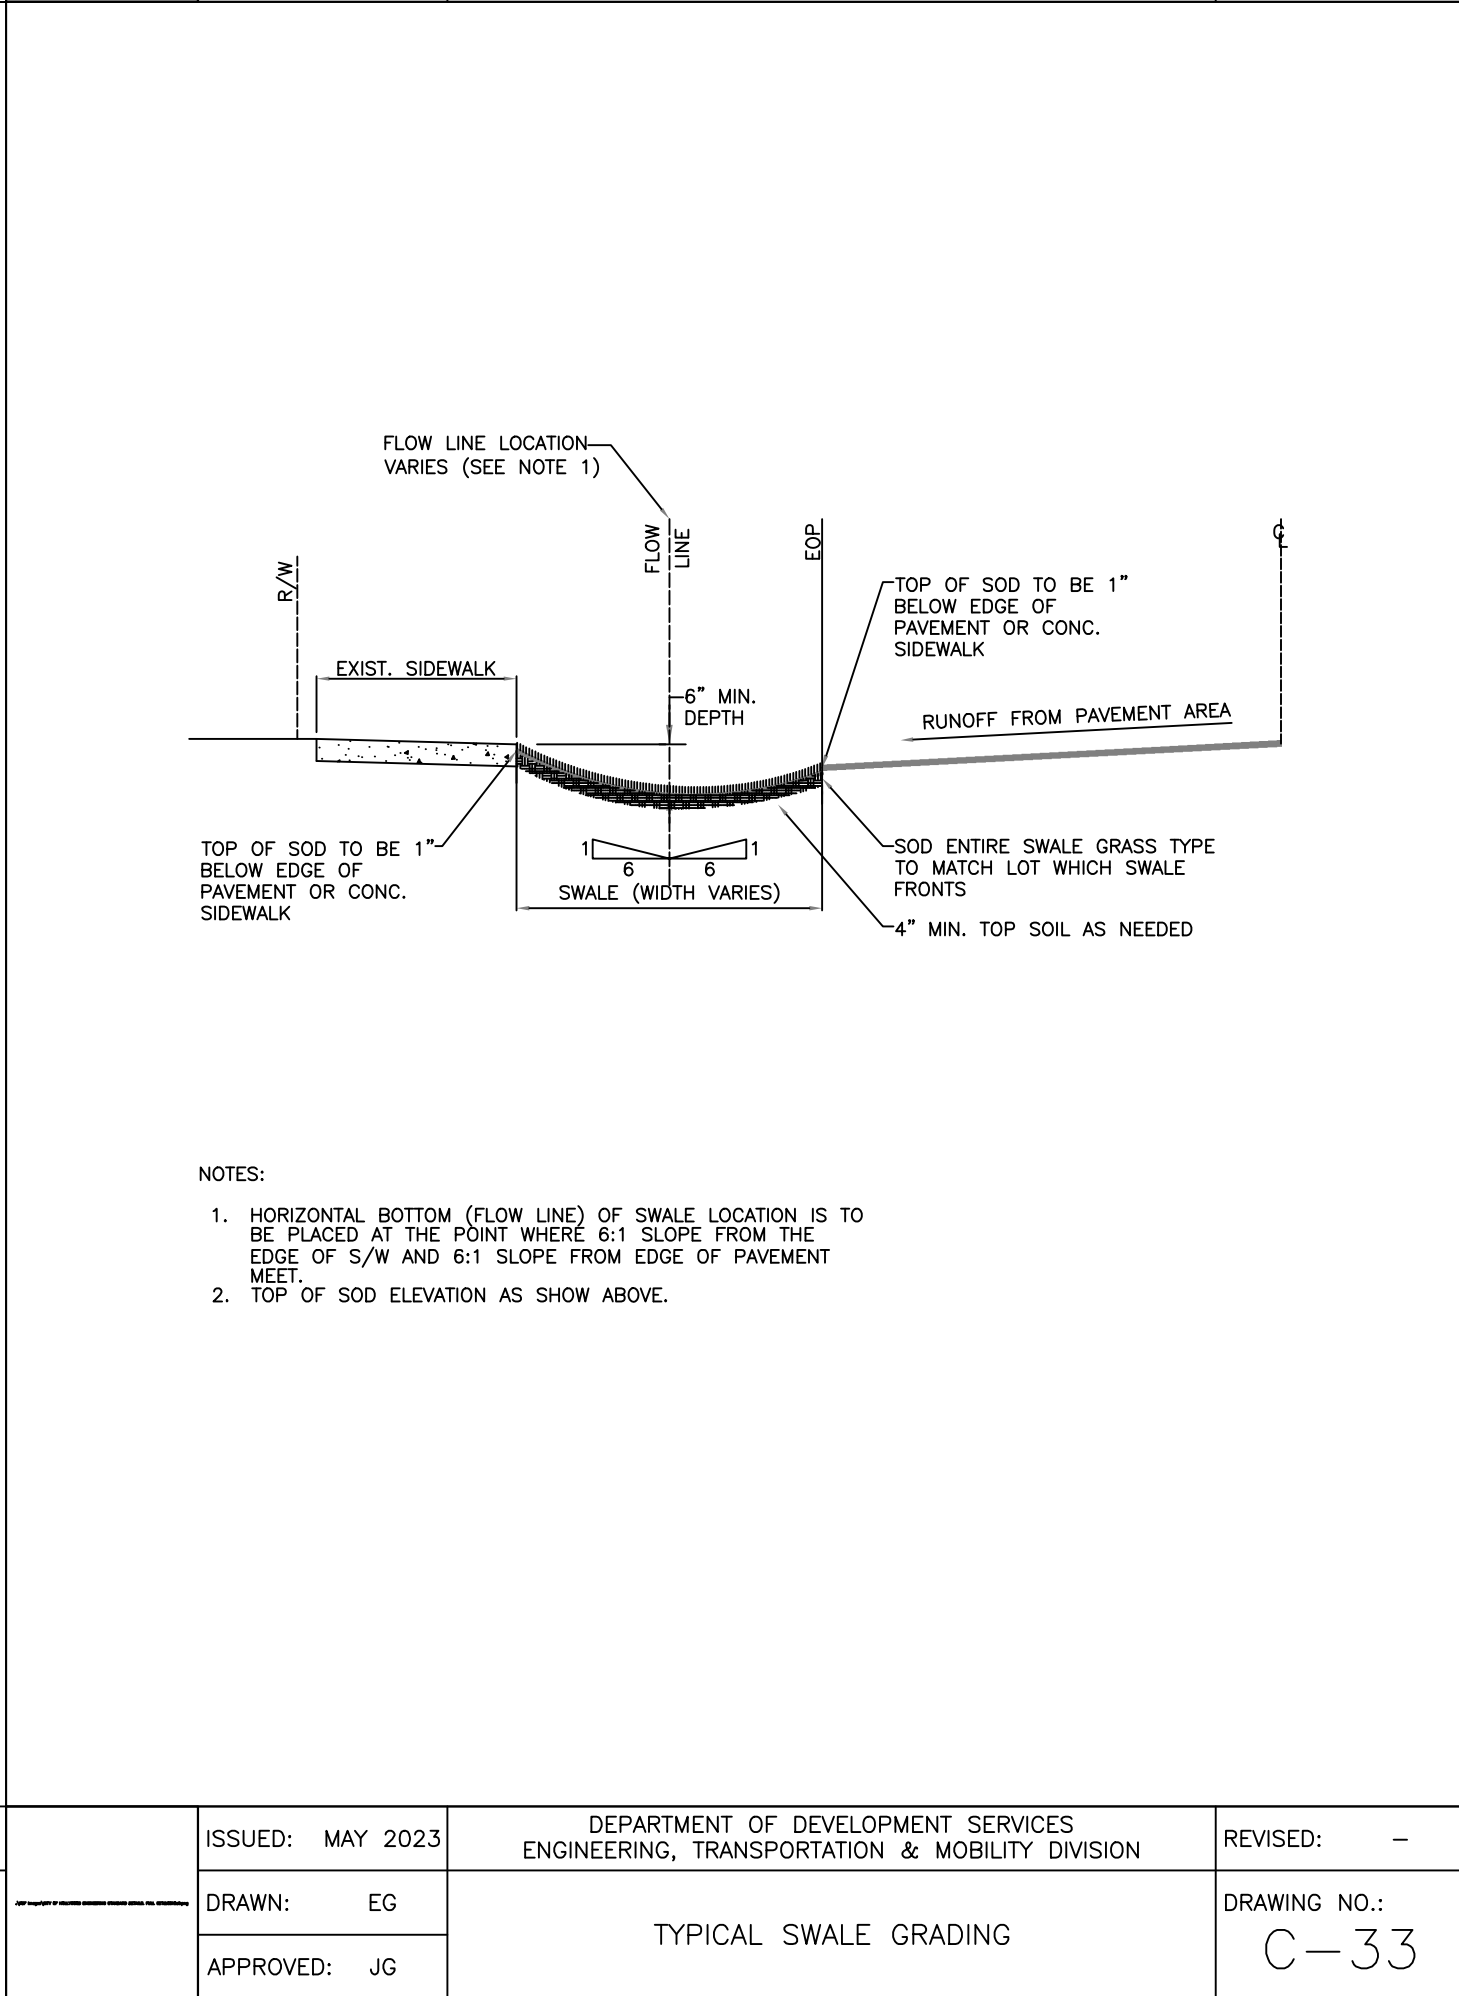 FLOW LINE LOCATION
VARIES (SEE NOTE 1)
R/W
FLOW
LINE
EOP
CL
TOP OF SOD TO BE 1"
BELOW EDGE OF
PAVEMENT OR CONC.
SIDEWALK
EXIST. SIDEWALK
6" MIN.
DEPTH
RUNOFF FROM PAVEMENT AREA
TOP OF SOD TO BE 1"
BELOW EDGE OF
PAVEMENT OR CONC.
SIDEWALK
1
1
6
6
SWALE (WIDTH VARIES)
SOD ENTIRE SWALE GRASS TYPE
TO MATCH LOT WHICH SWALE
FRONTS
4" MIN. TOP SOIL AS NEEDED
NOTES:
1. HORIZONTAL BOTTOM (FLOW LINE) OF SWALE LOCATION IS TO
BE PLACED AT THE POINT WHERE 6:1 SLOPE FROM THE
EDGE OF S/W AND 6:1 SLOPE FROM EDGE OF PAVEMENT
MEET.
2. TOP OF SOD ELEVATION AS SHOW ABOVE.
ISSUED: MAY 2023
DEPARTMENT OF DEVELOPMENT SERVICES
ENGINEERING, TRANSPORTATION & MOBILITY DIVISION
REVISED: –
DRAWN: EG
APPROVED: JG
TYPICAL SWALE GRADING
DRAWING NO.:
C-33